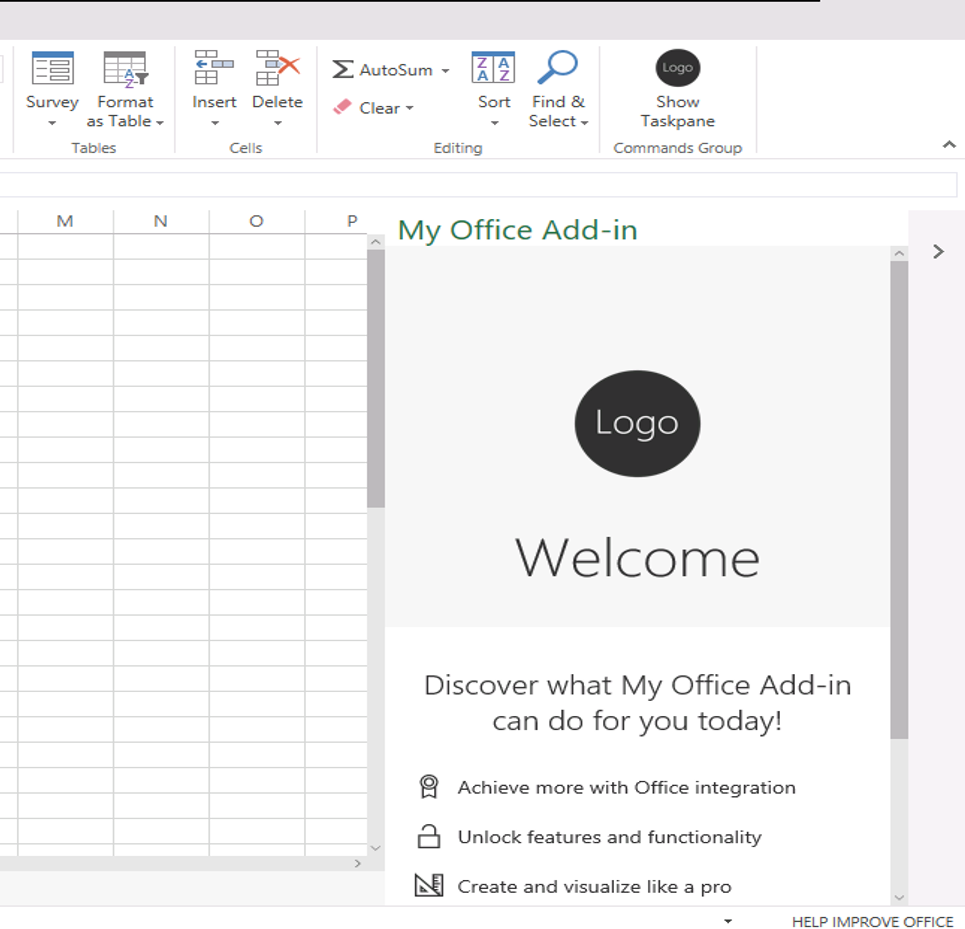 Survey
Format
as Table
Tables
Insert
Delete
Cells
AutoSum
Clear
Z A
A Z
Sort
Find &
Select
Editing
Logo
Show
Taskpane
Commands Group
M N O P
My Office Add-in
Logo
Welcome
Discover what My Office Add-in
can do for you today!
Achieve more with Office integration
Unlock features and functionality
Create and visualize like a pro
HELP IMPROVE OFFICE